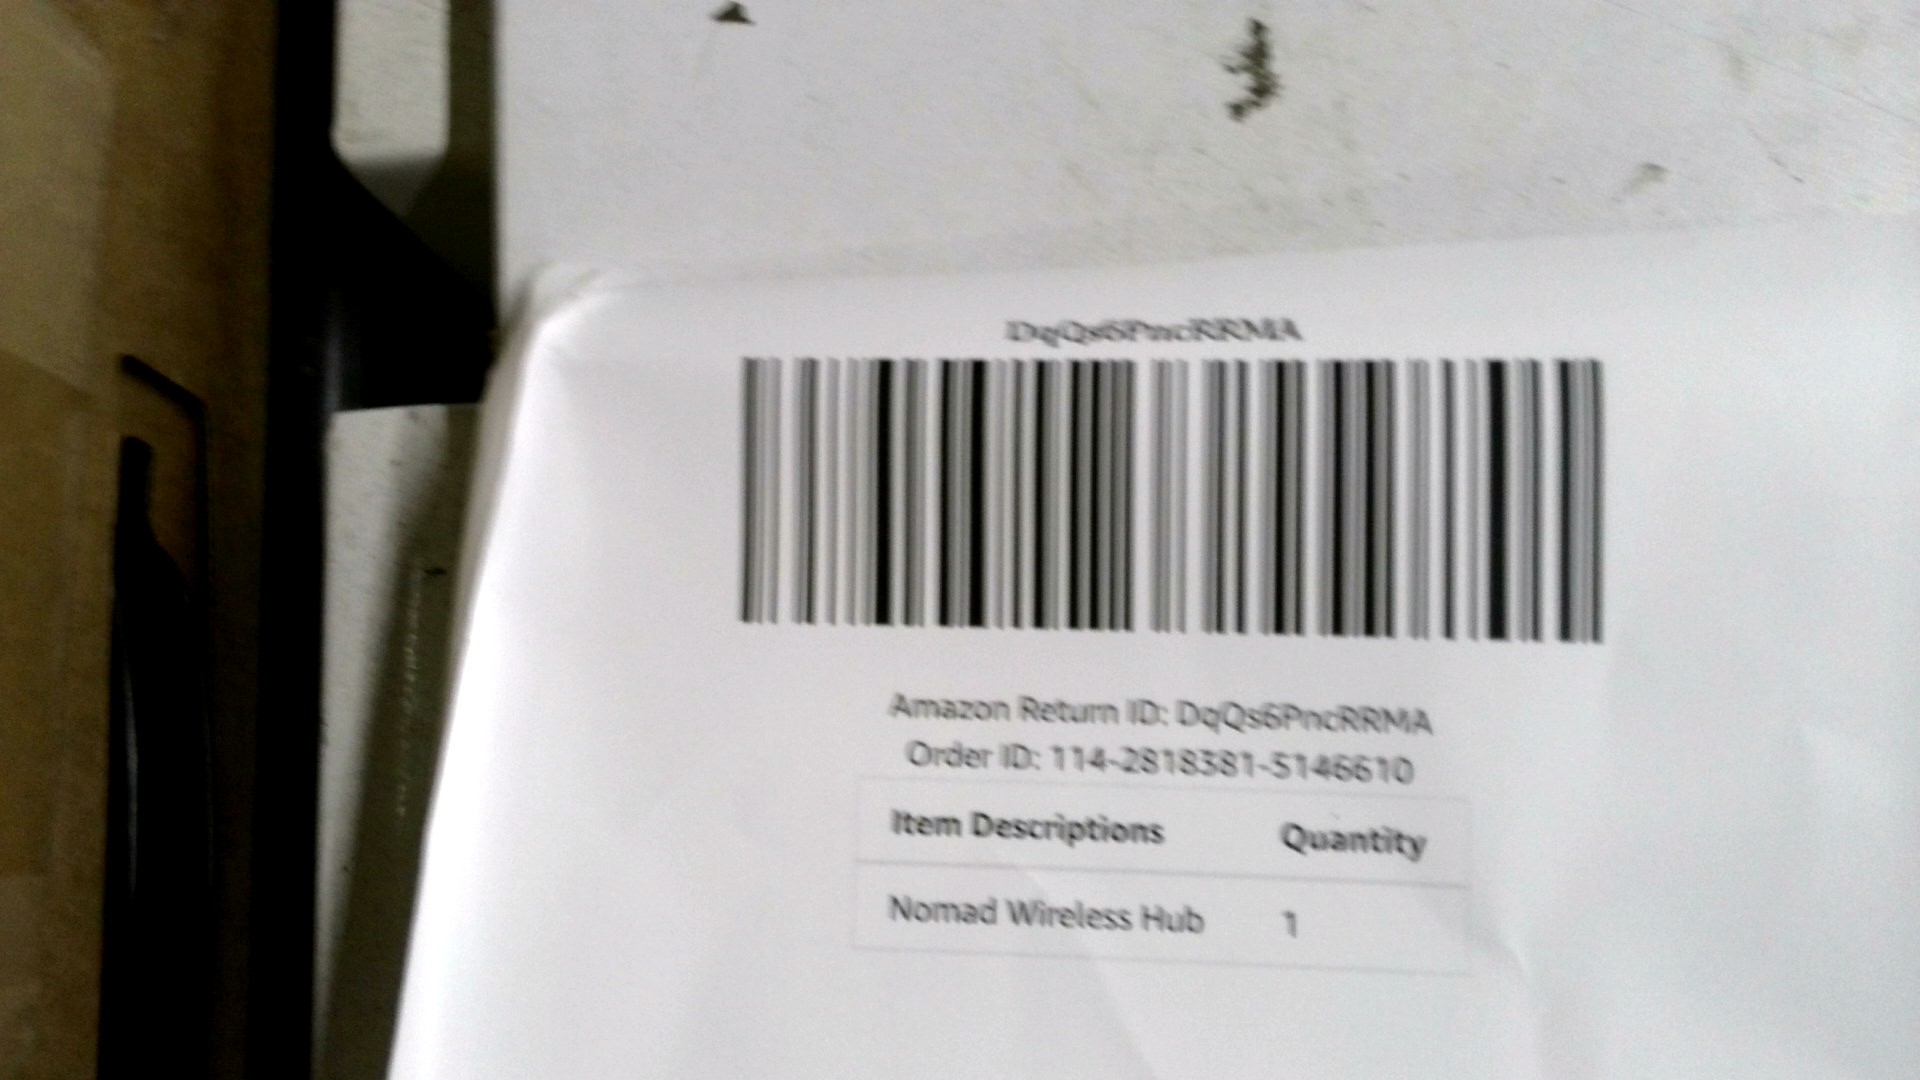 DqQs6PncRRMA
Amazon Return ID: DqQs6PncRRMA
Order ID: 114-2818381-5146610
Item Descriptions Quantity
Nomad Wireless Hub 1